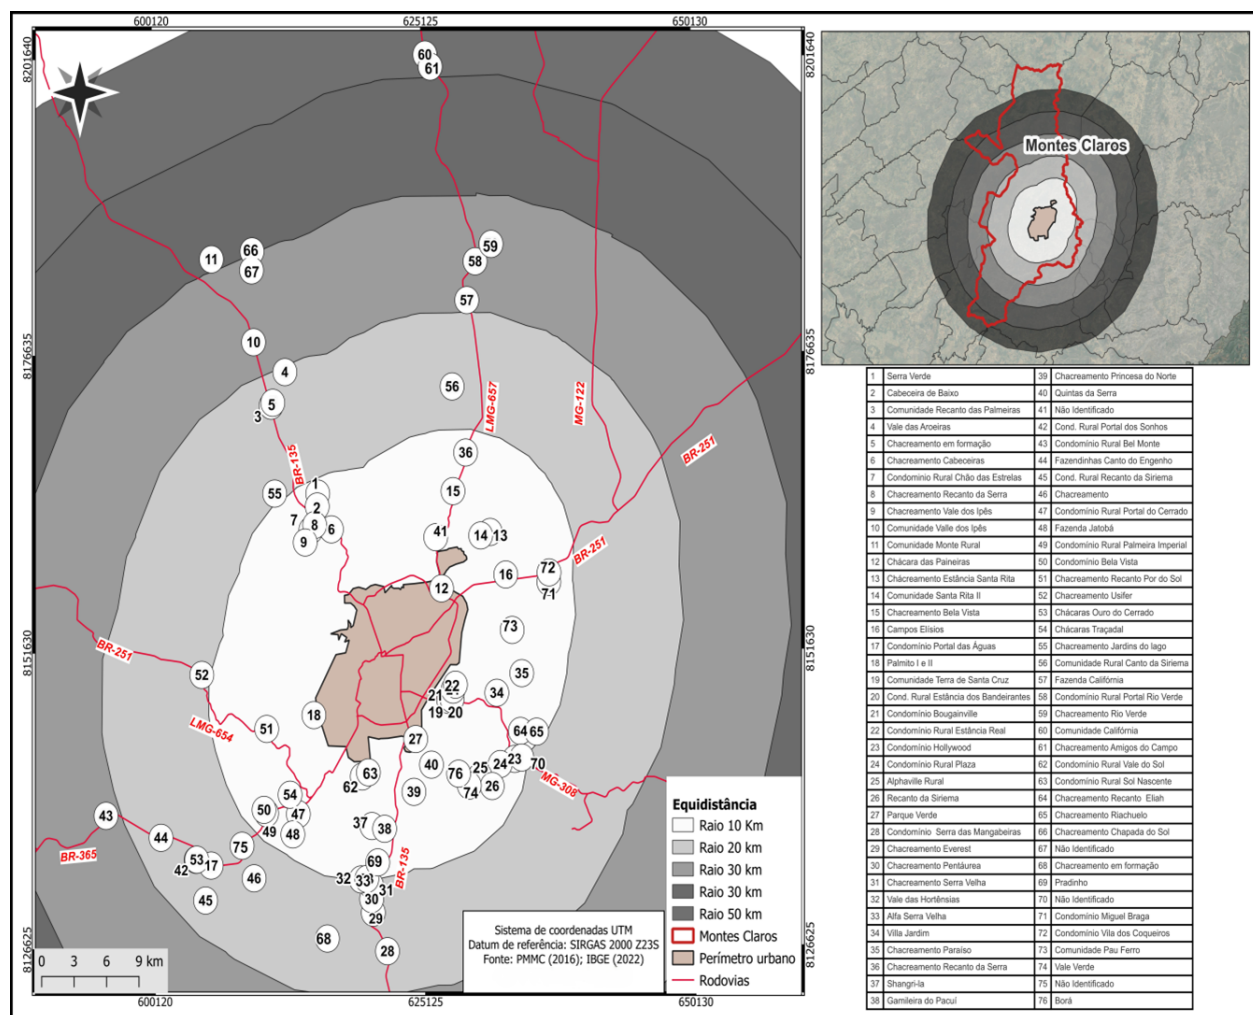 600120
625125
650130
8201640
8176635
8151630
8126625
8201640
8176635
8151630
8126625
600120
625125
650130
60
61
59
58
57
66
67
11
10
4
5
3
56
LMG-657
MG-122
BR-251
BR-135
36
15
55
1
2
7
8
6
9
41
14
13
BR-251
12
16
72
71
73
35
BR-251
52
LMG-654
51
18
22
21
34
19
20
27
64
65
62
63
40
76
25
24
23
70
74
26
39
MG-308
54
50
47
49
48
37
38
43
44
75
BR-365
53
42
17
46
45
69
BR-135
32
33
31
30
29
68
28
0 3 6 9 km
Sistema de coordenadas UTM
Datum de referência: SIRGAS 2000 Z23S
Fonte: PMMC (2016); IBGE (2022)
Equidistância
Raio 10 Km
Raio 20 km
Raio 30 km
Raio 30 km
Raio 50 km
Montes Claros
Perímetro urbano
Rodovias
Montes Claros
1 Serra Verde 39 Chacreamento Princesa do Norte
2 Cabeceira de Baixo 40 Quintas da Serra
3 Comunidade Recanto das Palmeiras 41 Não Identificado
4 Vale das Aroeiras 42 Cond. Rural Portal dos Sonhos
5 Chacreamento em formação 43 Condomínio Rural Bel Monte
6 Chacreamento Cabeceiras 44 Fazendinhas Canto do Engenho
7 Condominio Rural Chão das Estrelas 45 Cond. Rural Recanto da Siriema
8 Chacreamento Recanto da Serra 46 Chacreamento
9 Chacreamento Vale dos Ipês 47 Condomínio Rural Portal do Cerrado
10 Comunidade Valle dos Ipês 48 Fazenda Jatobá
11 Comunidade Monte Rural 49 Condomínio Rural Palmeira Imperial
12 Chácara das Paineiras 50 Condomínio Bela Vista
13 Chácreamento Estância Santa Rita 51 Chacreamento Recanto Por do Sol
14 Comunidade Santa Rita II 52 Chacreamento Usifer
15 Chacreamento Bela Vista 53 Chácaras Ouro do Cerrado
16 Campos Elísios 54 Chácaras Traçadal
17 Condomínio Portal das Águas 55 Chacreamento Jardins do lago
18 Palmito I e II 56 Comunidade Rural Canto da Siriema
19 Comunidade Terra de Santa Cruz 57 Fazenda Califórnia
20 Cond. Rural Estância dos Bandeirantes 58 Condomínio Rural Portal Rio Verde
21 Condomínio Bougainville 59 Chacreamento Rio Verde
22 Condomínio Rural Estância Real 60 Comunidade Califórnia
23 Condomínio Hollywood 61 Chacreamento Amigos do Campo
24 Condomínio Rural Plaza 62 Condomínio Rural Vale do Sol
25 Alphaville Rural 63 Condomínio Rural Sol Nascente
26 Recanto da Siriema 64 Chacreamento Recanto Eliah
27 Parque Verde 65 Chacreamento Riachuelo
28 Condomínio Serra das Mangabeiras 66 Chacreamento Chapada do Sol
29 Chacreamento Everest 67 Não Identificado
30 Chacreamento Pentáurea 68 Chacreamento em formação
31 Chacreamento Serra Velha 69 Pradinho
32 Vale das Hortênsias 70 Não Identificado
33 Alfa Serra Velha 71 Condomínio Miguel Braga
34 Villa Jardim 72 Condomínio Vila dos Coqueiros
35 Chacreamento Paraíso 73 Comunidade Pau Ferro
36 Chacreamento Recanto da Serra 74 Vale Verde
37 Shangri-la 75 Não Identificado
38 Gamileira do Pacuí 76 Borá